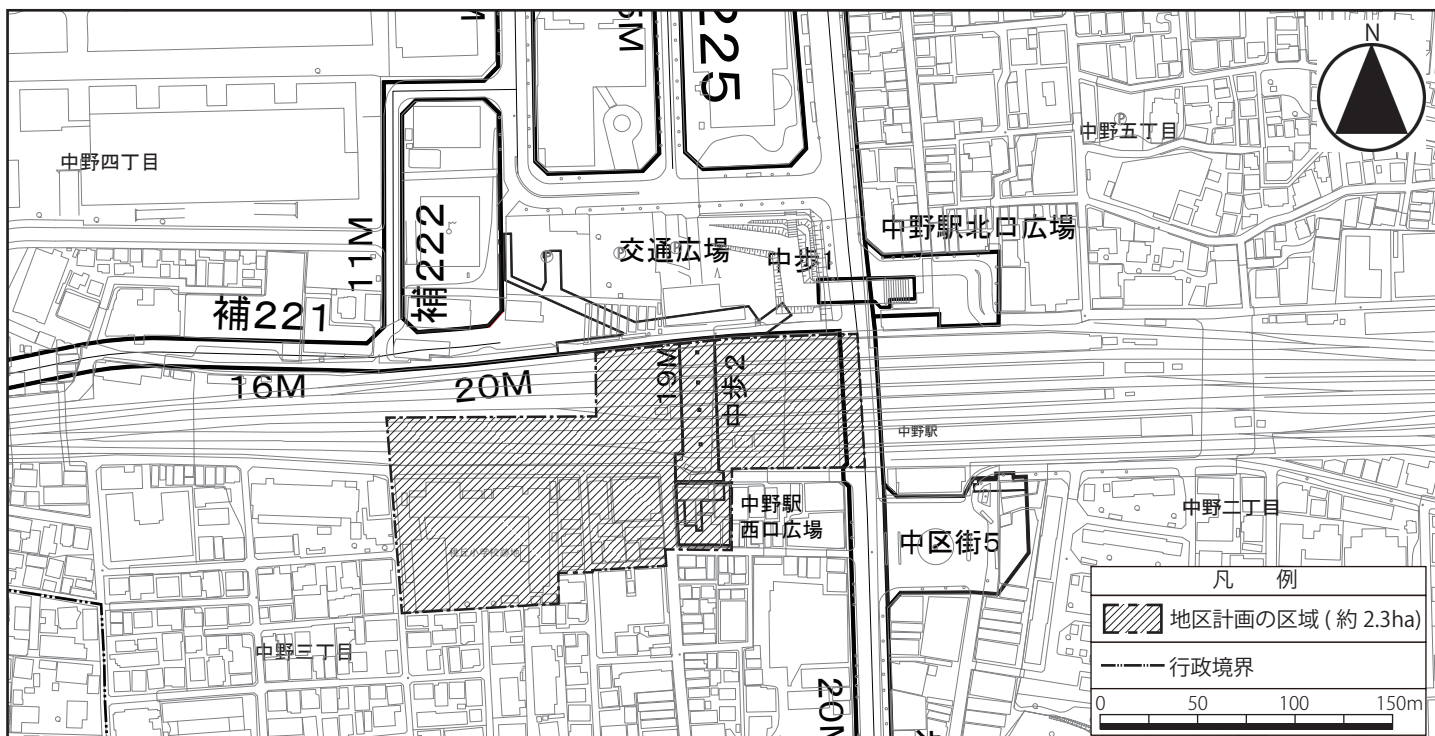 N
5M
225
中野五丁目
中野四丁目
11M
補222
交通広場
中歩1
中野駅北口広場
補221
16M
20M
19M
中歩2
中野駅
中野駅
西口広場
中区街5
中野二丁目
中野三丁目
20M
凡 例
地区計画の区域 ( 約 2.3ha)
行政境界
0 50 100 150m